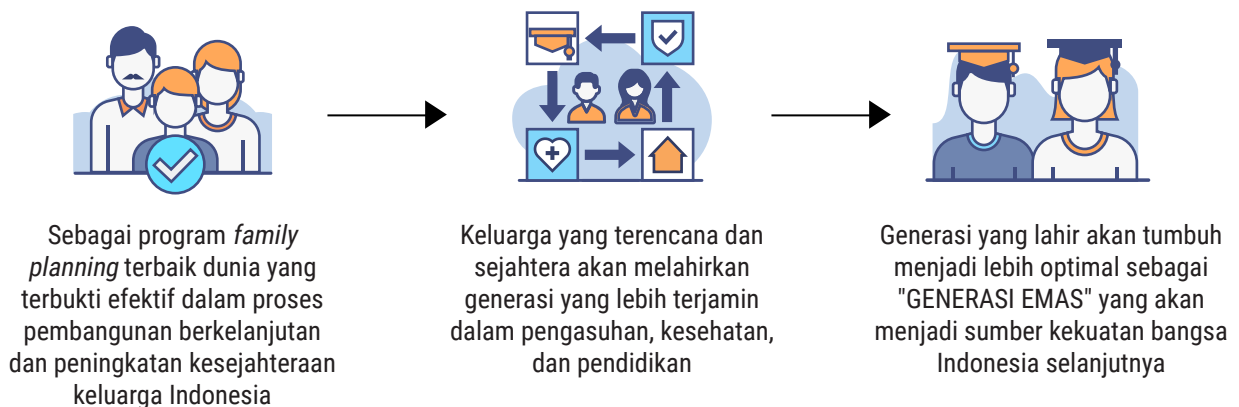 Sebagai program family
planning terbaik dunia yang
terbukti efektif dalam proses
pembangunan berkelanjutan
dan peningkatan kesejahteraan
keluarga Indonesia
Keluarga yang terencana dan
sejahtera akan melahirkan
generasi yang lebih terjamin
dalam pengasuhan, kesehatan,
dan pendidikan
Generasi yang lahir akan tumbuh
menjadi lebih optimal sebagai
"GENERASI EMAS" yang akan
menjadi sumber kekuatan bangsa
Indonesia selanjutnya